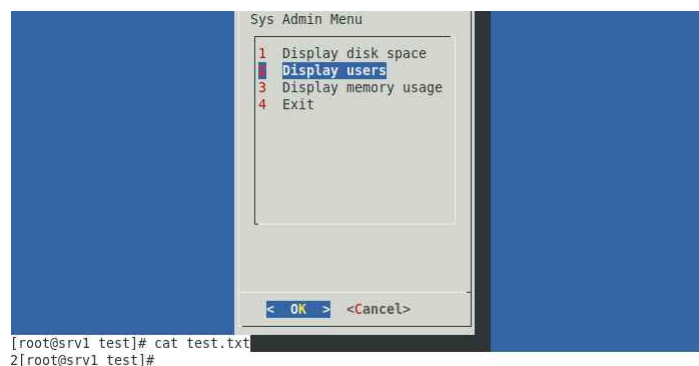 Sys Admin Menu
1 Display disk space
Display users
3 Display memory usage
4 Exit
< OK > <Cancel>
[root@srv1 test]# cat test.txt
2[root@srv1 test]#